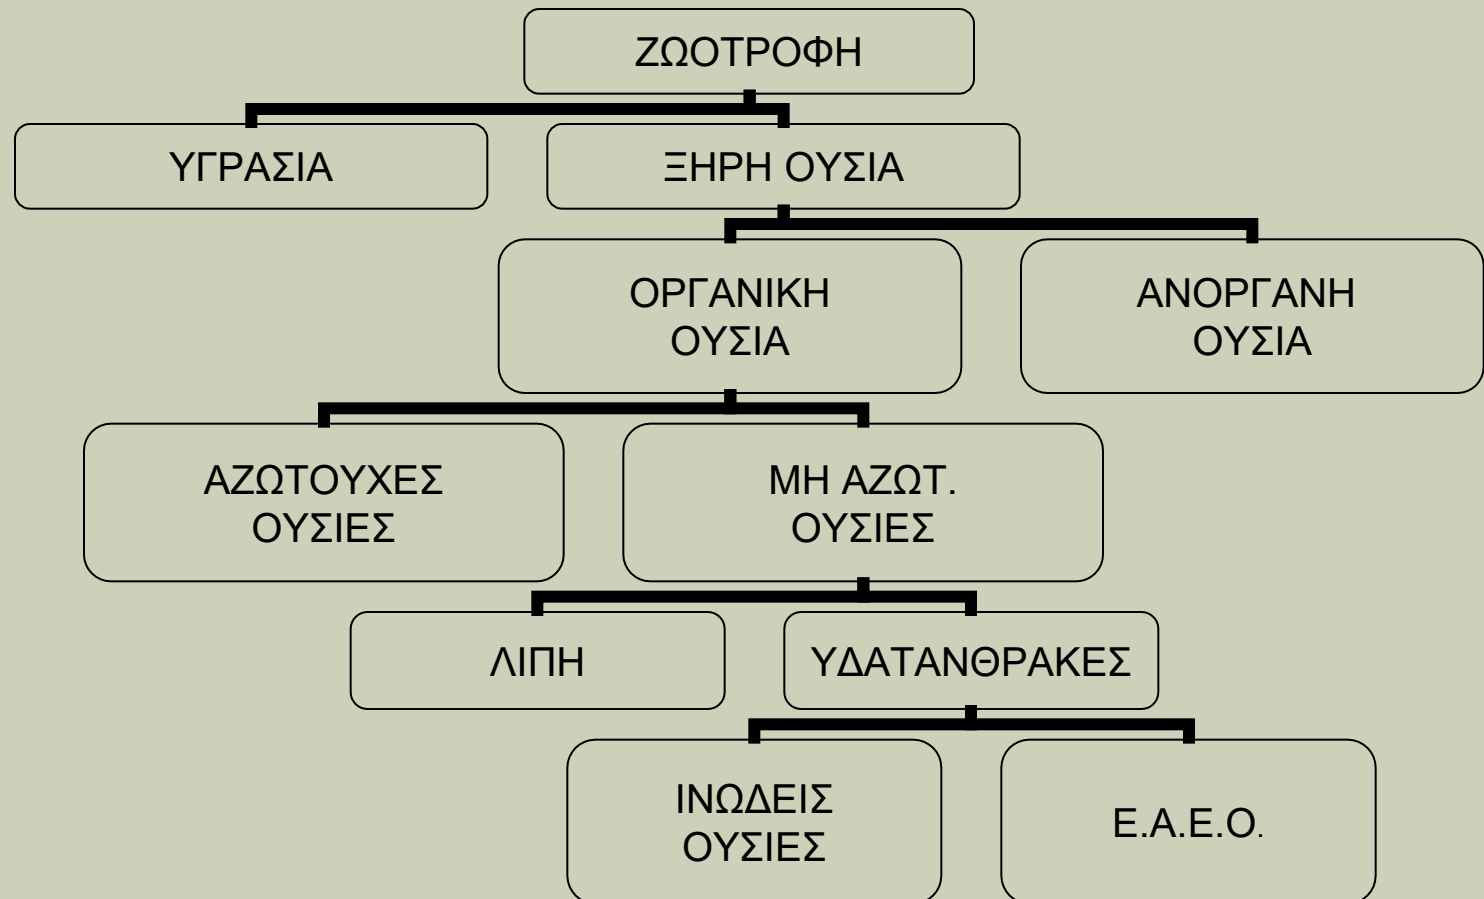 ΖΩΟΤΡΟΦΗ
ΥΓΡΑΣΙΑ
ΞΗΡΗ ΟΥΣΙΑ
ΟΡΓΑΝΙΚΗ
ΟΥΣΙΑ
ΑΝΟΡΓΑΝΗ
ΟΥΣΙΑ
ΑΖΩΤΟΥΧΕΣ
ΟΥΣΙΕΣ
ΜΗ ΑΖΩΤ.
ΟΥΣΙΕΣ
ΛΙΠΗ
ΥΔΑΤΑΝΘΡΑΚΕΣ
ΙΝΩΔΕΙΣ
ΟΥΣΙΕΣ
Ε.Α.Ε.Ο.